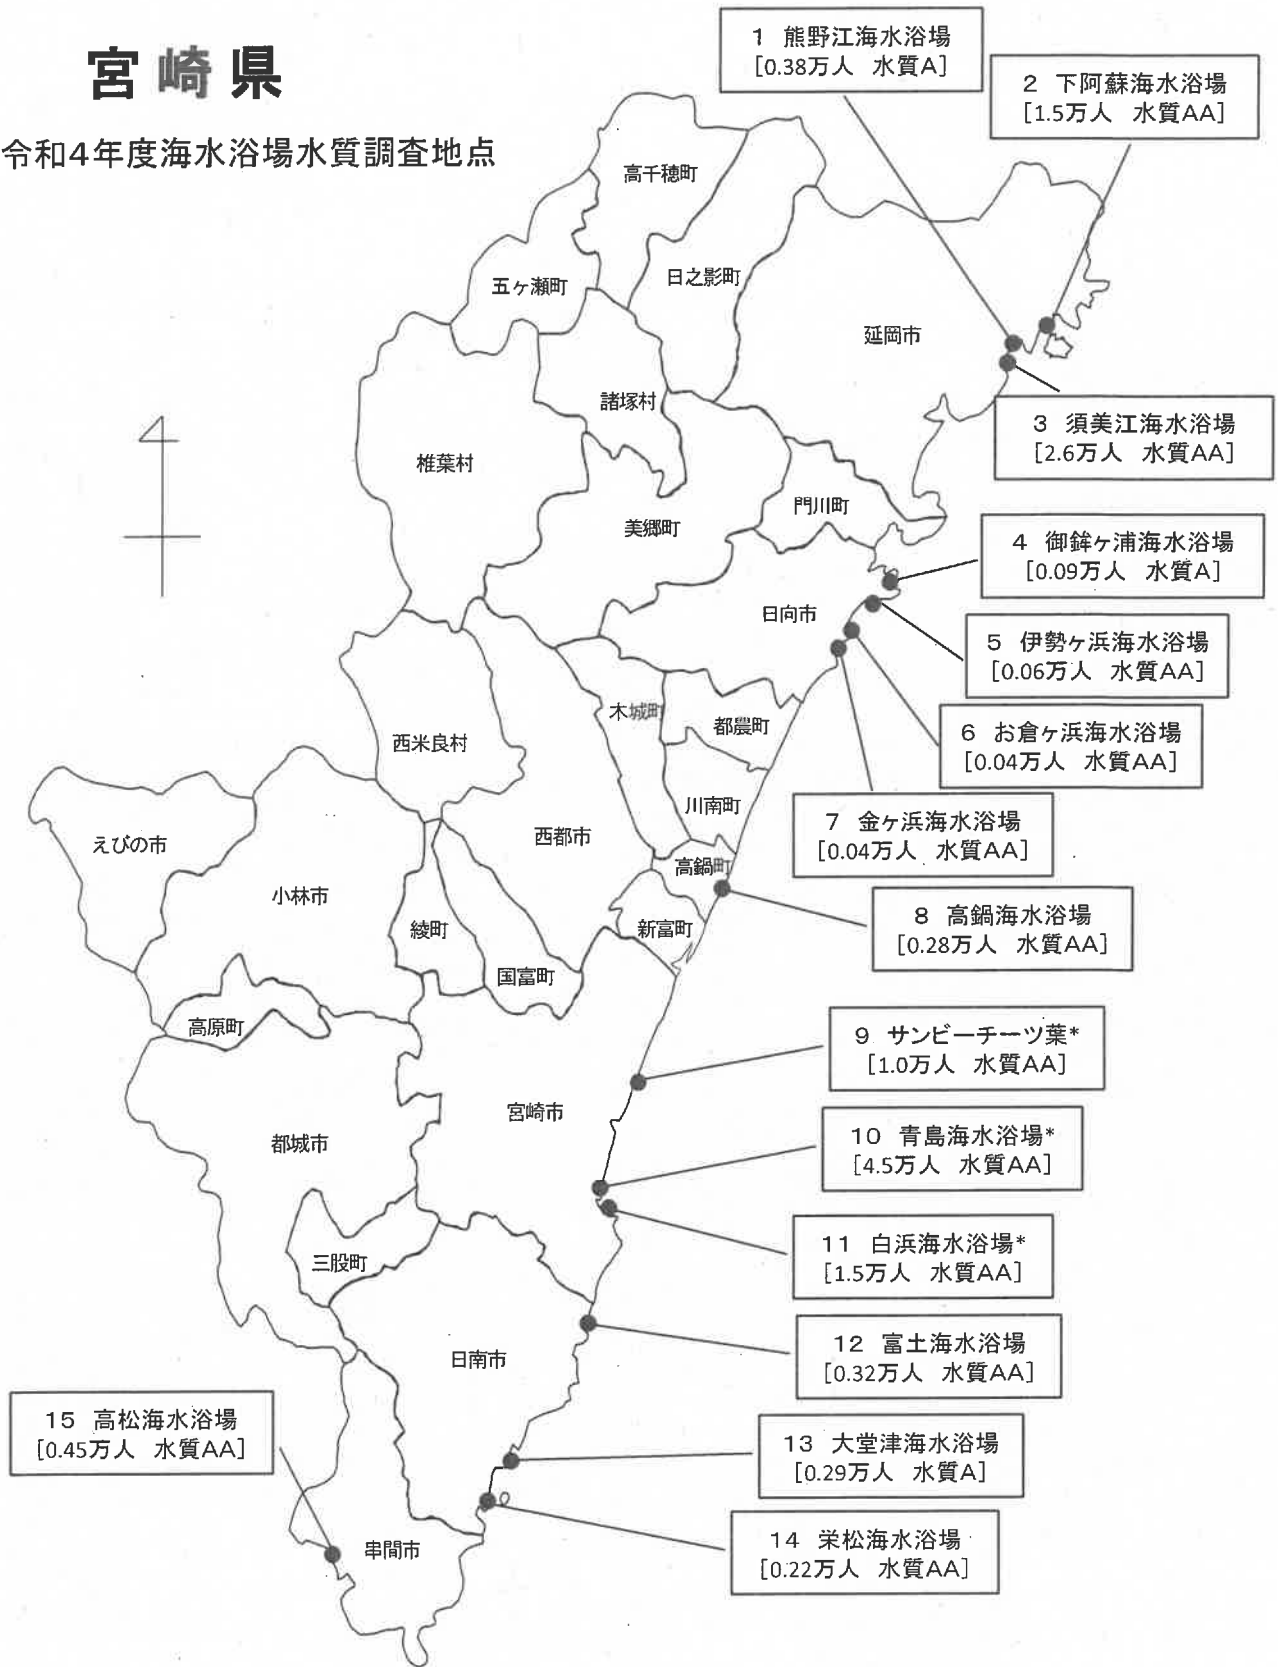 宮崎県
令和4年度海水浴場水質調査地点
1 熊野江海水浴場
[0.38万人 水質A]
2 下阿蘇海水浴場
[1.5万人 水質AA]
高千穂町
日之影町
五ヶ瀬町
延岡市
諸塚村
3 須美江海水浴場
[2.6万人 水質AA]
椎葉村
門川町
美郷町
4 御鉾ヶ浦海水浴場
[0.09万人 水質A]
日向市
5 伊勢ヶ浜海水浴場
[0.06万人 水質AA]
木城町
都農町
6 お倉ヶ浜海水浴場
[0.04万人 水質AA]
西米良村
川南町
7 金ヶ浜海水浴場
[0.04万人 水質AA]
えびの市
西都市
高鍋町
小林市
8 高鍋海水浴場
[0.28万人 水質AA]
綾町
新富町
国富町
高原町
9 サンビーチ一ツ葉*
[1.0万人 水質AA]
宮崎市
都城市
10 青島海水浴場*
[4.5万人 水質AA]
11 白浜海水浴場*
[1.5万人 水質AA]
三股町
12 富土海水浴場
[0.32万人 水質AA]
日南市
15 高松海水浴場
[0.45万人 水質AA]
13 大堂津海水浴場
[0.29万人 水質A]
14 栄松海水浴場
[0.22万人 水質AA]
串間市